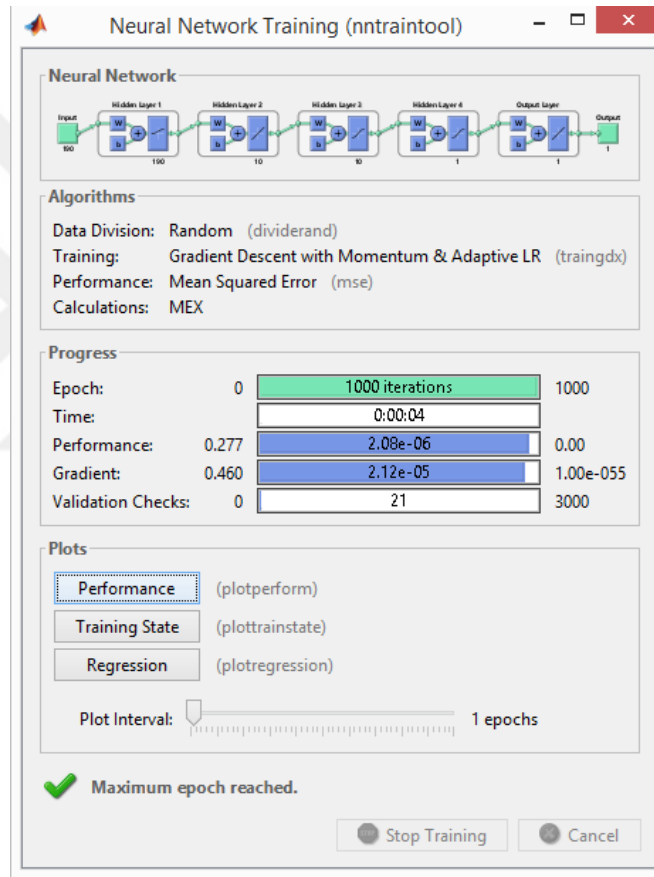 Neural Network Training (nntraintool)
Neural Network
Hidden Layer 1 Hidden Layer 2 Hidden Layer 3 Hidden Layer 4 Output Layer
Input Output
W W W W W
b b b b b
190 190 10 10 1 1 1
Algorithms
Data Division: Random (dividerand)
Training: Gradient Descent with Momentum & Adaptive LR (traingdx)
Performance: Mean Squared Error (mse)
Calculations: MEX
Progress
Epoch: 0 1000 iterations 1000
Time: 0:00:04
Performance: 0.277 2.08e-06 0.00
Gradient: 0.460 2.12e-05 1.00e-055
Validation Checks: 0 21 3000
Plots
Performance (plotperform)
Training State (plottrainstate)
Regression (plotregression)
Plot Interval: 1 epochs
Maximum epoch reached.
Stop Training Cancel